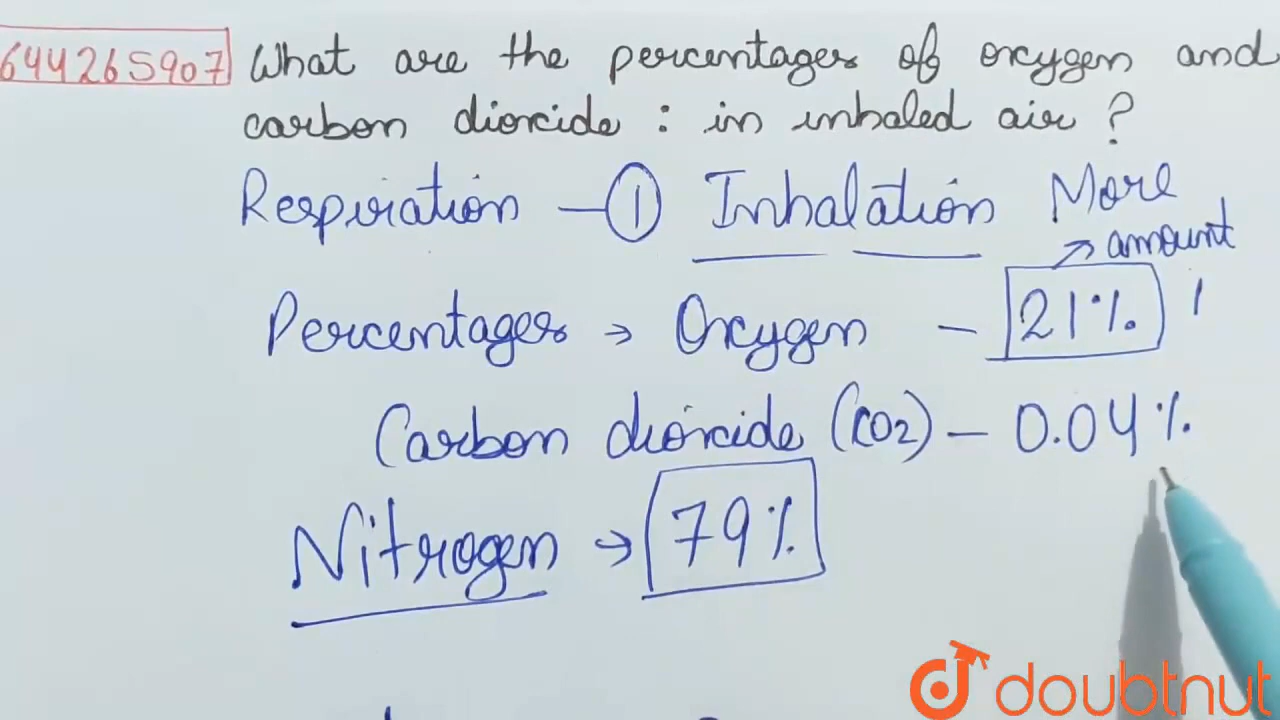 644265907 What are the percentages of oxygen and
carbon dioxide : in inhaled air ?
Respiration — ① Inhalation More
↗ amount
Percentages → Oxygen — 21%
Carbon dioxide (CO2) — 0.04%
Nitrogen → 79%
doubtnut